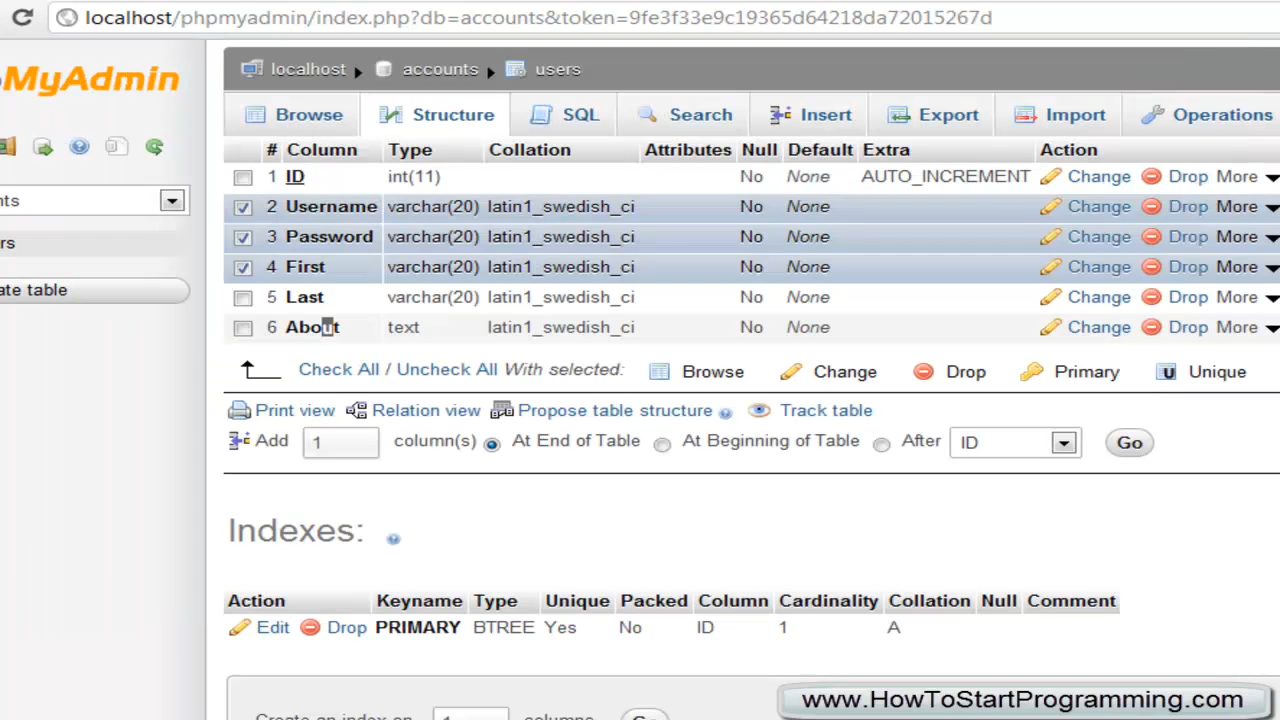 localhost/phpmyadmin/index.php?db=accounts&token=9fe3f33e9c19365d64218da72015267d
MyAdmin
localhost ▸ accounts ▸ users
Browse Structure SQL Search Insert Export Import Operations
# Column Type Collation Attributes Null Default Extra Action
1 ID int(11) No None AUTO_INCREMENT Change Drop More
nts
2 Username varchar(20) latin1_swedish_ci No None Change Drop More
3 Password varchar(20) latin1_swedish_ci No None Change Drop More
rs
4 First varchar(20) latin1_swedish_ci No None Change Drop More
ate table
5 Last varchar(20) latin1_swedish_ci No None Change Drop More
6 About text latin1_swedish_ci No None Change Drop More
Check All / Uncheck All With selected: Browse Change Drop Primary U Unique
Print view Relation view Propose table structure Track table
Add 1 column(s) At End of Table At Beginning of Table After ID Go
Indexes:
Action Keyname Type Unique Packed Column Cardinality Collation Null Comment
Edit Drop PRIMARY BTREE Yes No ID 1 A
Create an index on 1 columns Go
www.HowToStartProgramming.com